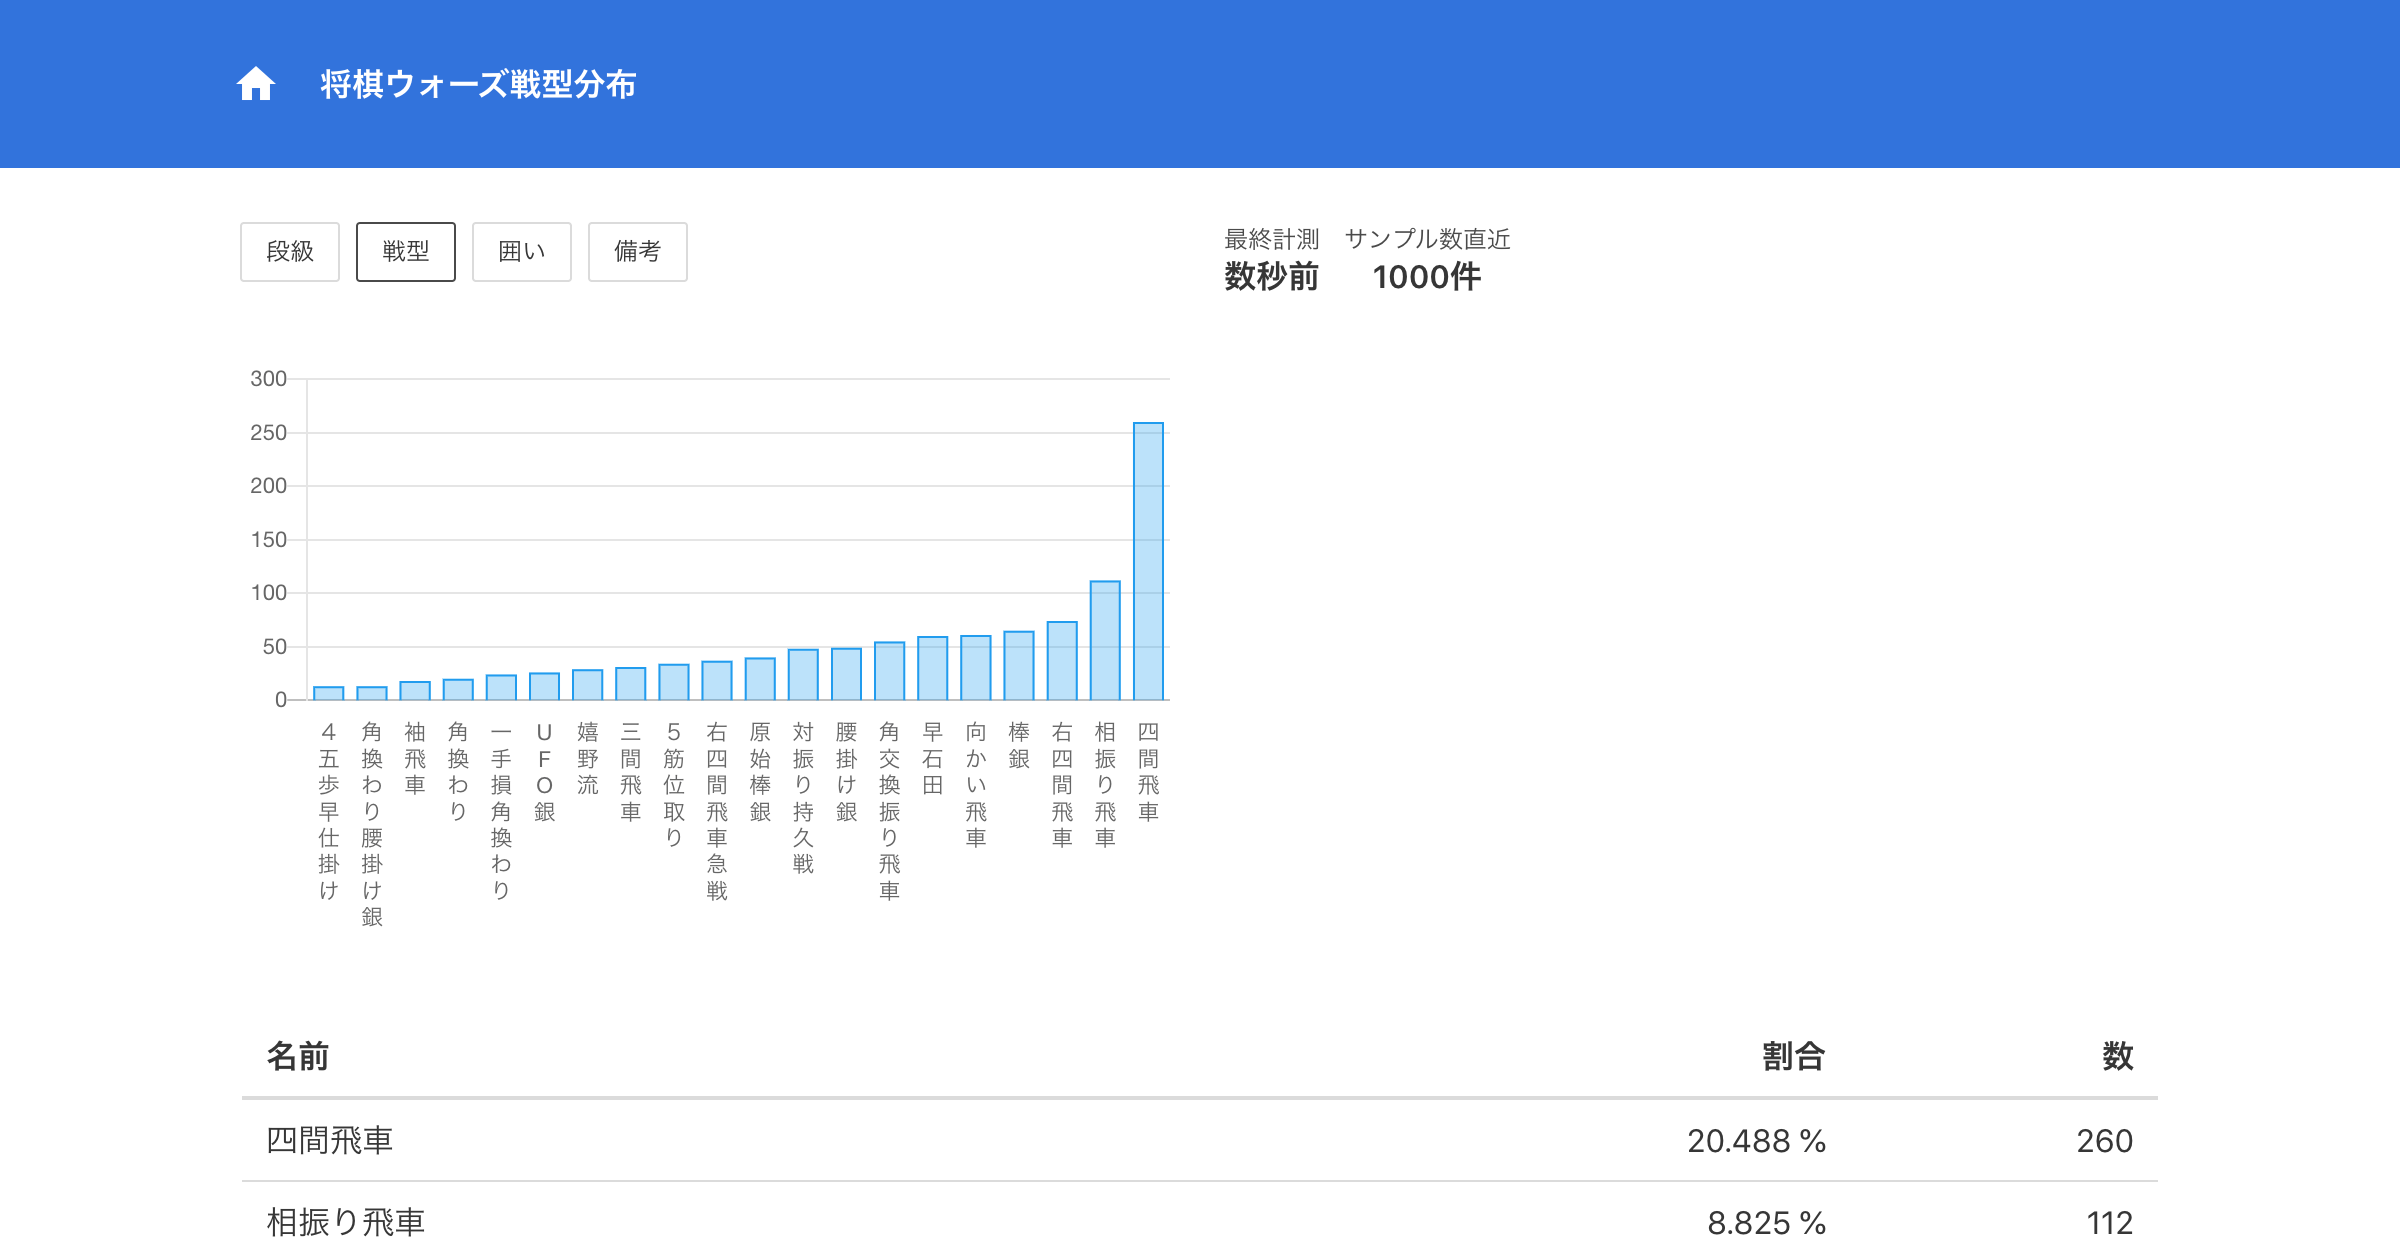 将棋ウォーズ戦型分布
段級 戦型 囲い 備考
最終計測 サンプル数直近
数秒前 1000件
300
250
200
150
100
50
0
４五歩早仕掛け
角換わり腰掛け銀
袖飛車
角換わり
一手損角換わり
UFO銀
嬉野流
三間飛車
５筋位取り
右四間飛車急戦
原始棒銀
対振り持久戦
腰掛け銀
角交換振り飛車
早石田
向かい飛車
棒銀
右四間飛車
相振り飛車
四間飛車
名前 割合 数
四間飛車 20.488 % 260
相振り飛車 8.825 % 112